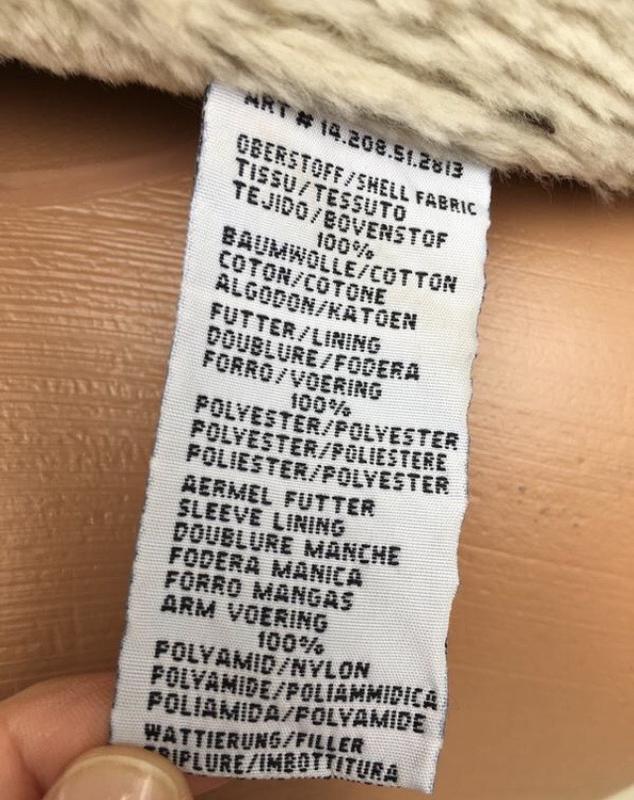 ART # 14.208.51.2813
OBERSTOFF/SHELL FABRIC
TISSU/TESSUTO
TEJIDO/BOVENSTOF
100%
BAUMWOLLE/COTTON
COTON/COTONE
ALGODON/KATOEN
FUTTER/LINING
DOUBLURE/FODERA
FORRO/VOERING
100%
POLYESTER/POLYESTER
POLYESTER/POLIESTERE
POLIESTER/POLYESTER
AERMEL FUTTER
SLEEVE LINING
DOUBLURE MANCHE
FODERA MANICA
FORRO MANGAS
ARM VOERING
100%
POLYAMID/NYLON
POLYAMIDE/POLIAMMIDICA
POLIAMIDA/POLYAMIDE
WATTIERUNG/FILLER
TRIPLURE/IMBOTTITURA